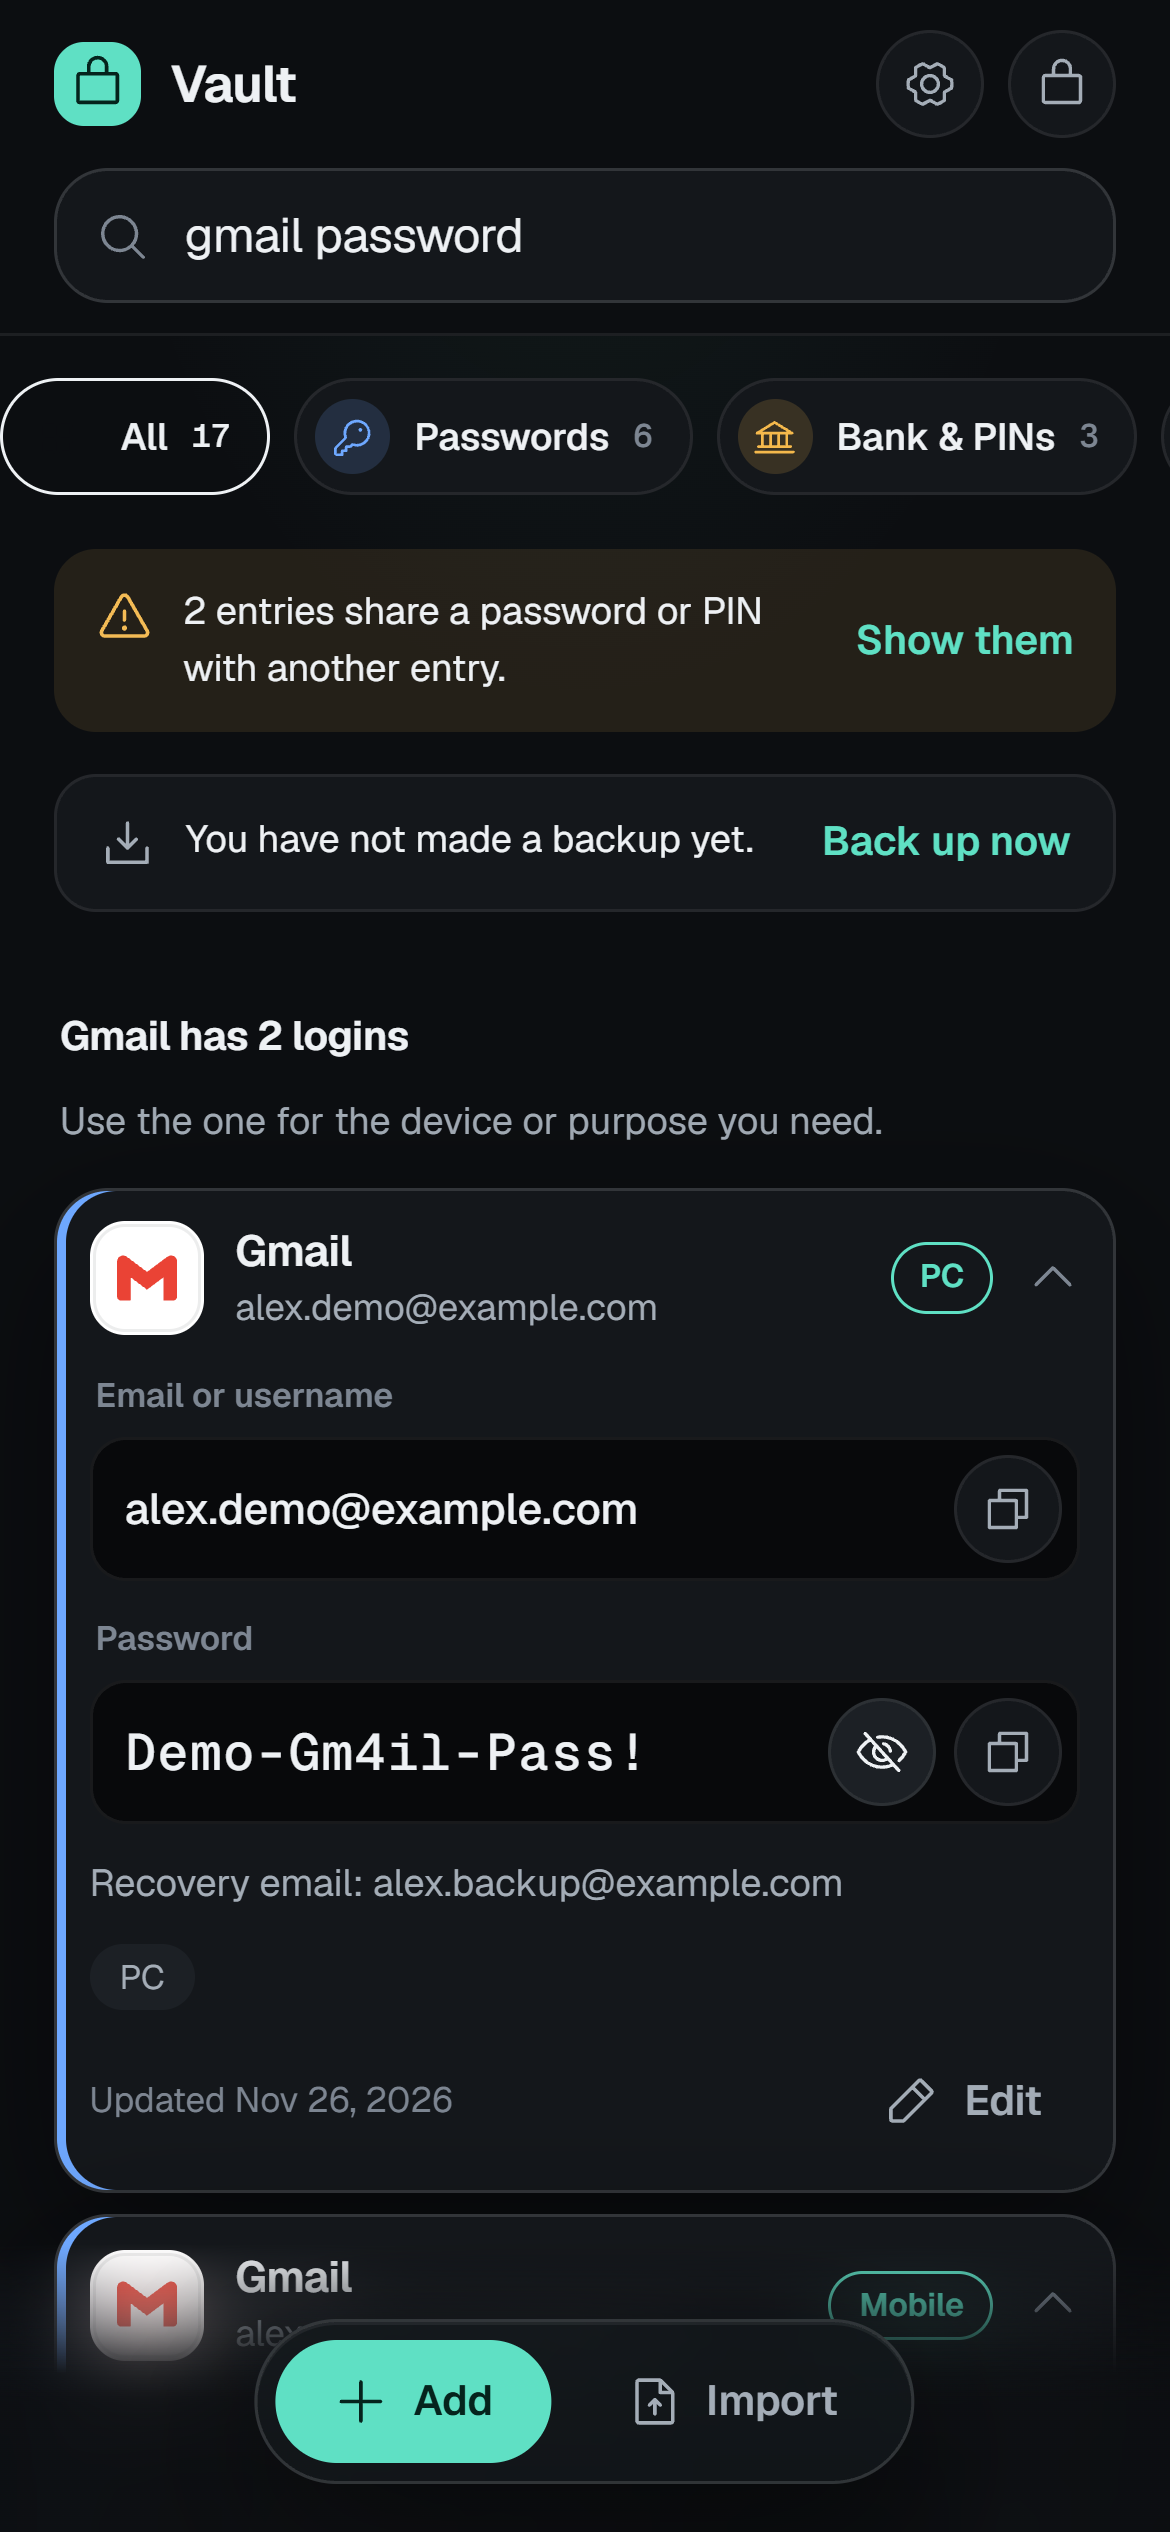 Vault
gmail password
All 17
Passwords 6
Bank & PINs 3
2 entries share a password or PIN
with another entry.
Show them
You have not made a backup yet.
Back up now
Gmail has 2 logins
Use the one for the device or purpose you need.
Gmail
alex.demo@example.com
PC
Email or username
alex.demo@example.com
Password
Demo-Gm4il-Pass!
Recovery email: alex.backup@example.com
PC
Updated Nov 26, 2026
Edit
Gmail
Mobile
Add
Import